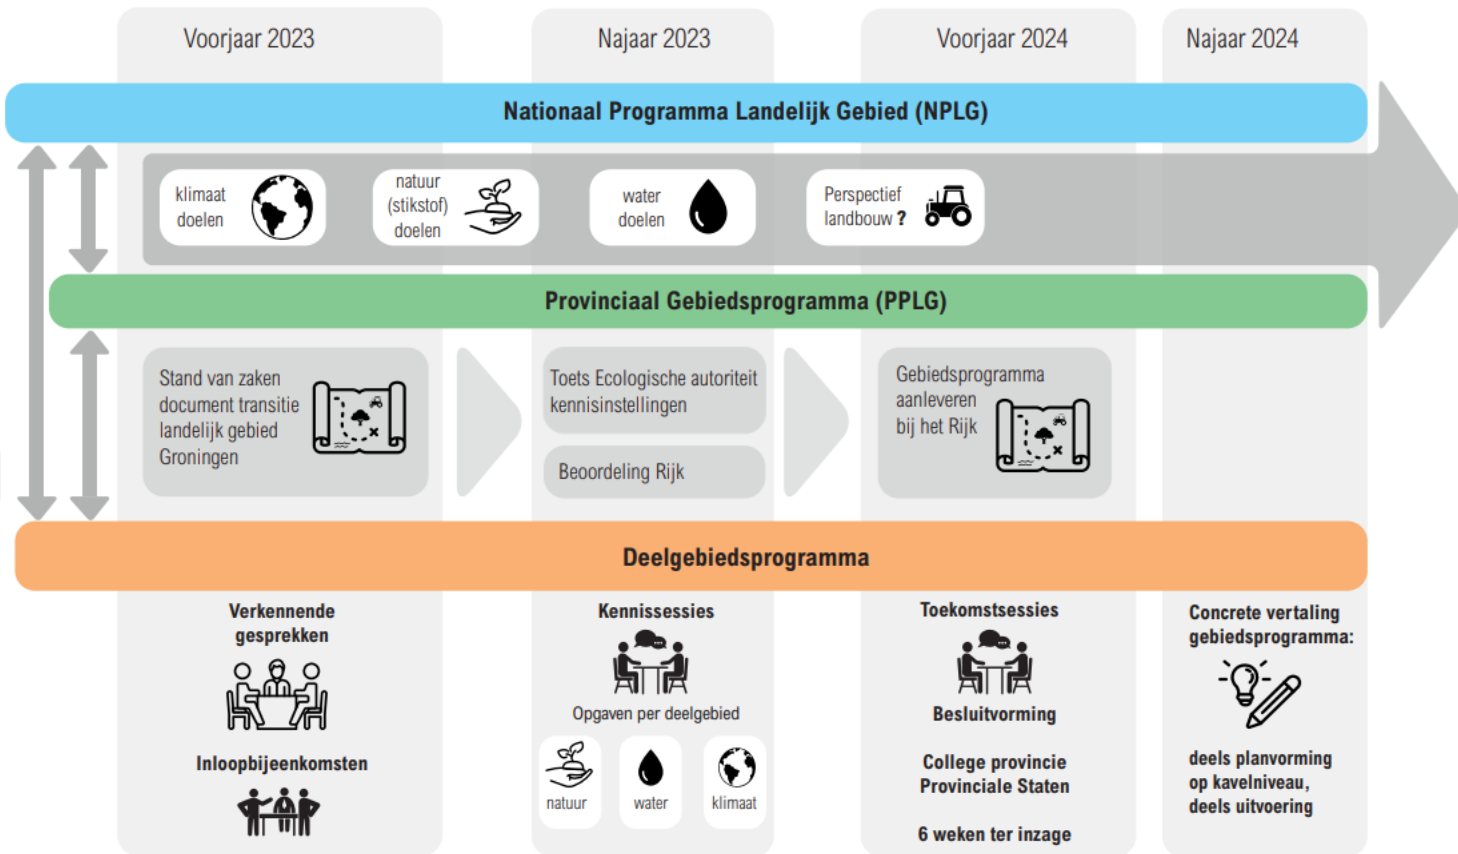 Voorjaar 2023
Najaar 2023
Voorjaar 2024
Najaar 2024
Nationaal Programma Landelijk Gebied (NPLG)
klimaat
doelen
natuur
(stikstof)
doelen
water
doelen
Perspectief
landbouw ?
Provinciaal Gebiedsprogramma (PPLG)
Stand van zaken
document transitie
landelijk gebied
Groningen
Toets Ecologische autoriteit
kennisinstellingen
Beoordeling Rijk
Gebiedsprogramma
aanleveren
bij het Rijk
Deelgebiedsprogramma
Verkennende
gesprekken
Inloopbijeenkomsten
Kennissessies
Opgaven per deelgebied
natuur
water
klimaat
Toekomstsessies
Besluitvorming
College provincie
Provinciale Staten
6 weken ter inzage
Concrete vertaling
gebiedsprogramma:
deels planvorming
op kavelniveau,
deels uitvoering